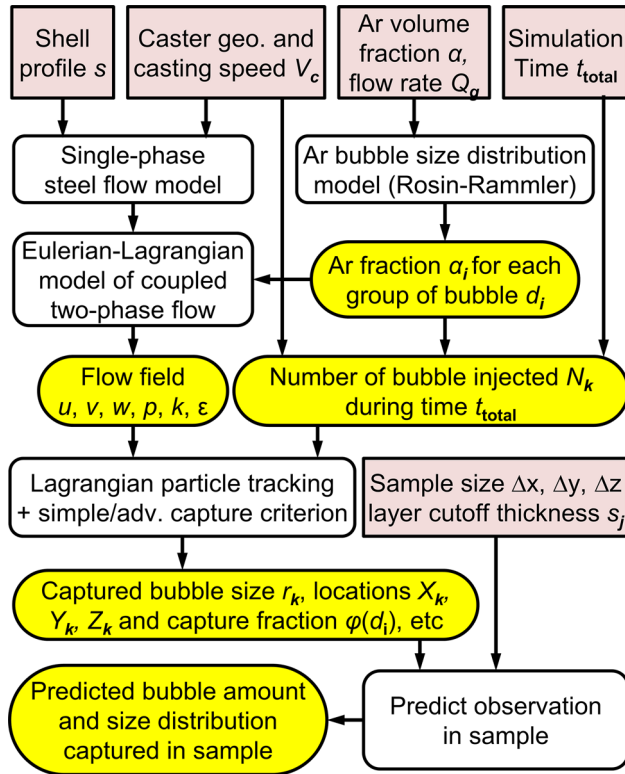 Shell
profile s
Caster geo. and
casting speed Vc
Ar volume
fraction α,
flow rate Qg
Simulation
Time ttotal
Single-phase
steel flow model
Ar bubble size distribution
model (Rosin-Rammler)
Eulerian-Lagrangian
model of coupled
two-phase flow
Ar fraction αi for each
group of bubble di
Flow field
u, v, w, p, k, ε
Number of bubble injected Nk
during time ttotal
Lagrangian particle tracking
+ simple/adv. capture criterion
Sample size Δx, Δy, Δz
layer cutoff thickness sj
Captured bubble size rk, locations Xk,
Yk, Zk and capture fraction φ(di), etc
Predicted bubble amount
and size distribution
captured in sample
Predict observation
in sample